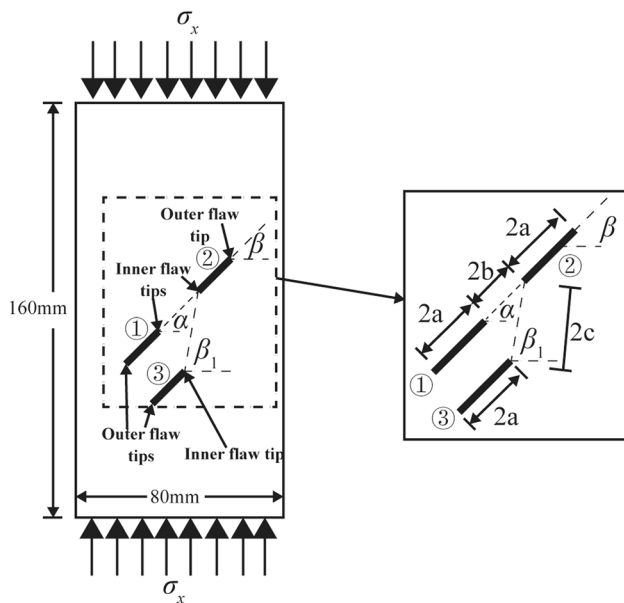 σx
Outer flaw
tip
②
β
Inner flaw
tips
①
α
③
β1
Outer flaw
tips
Inner flaw tip
160mm
80mm
σx
2a
2b
2a
β
②
α
2c
β1
①
③
2a